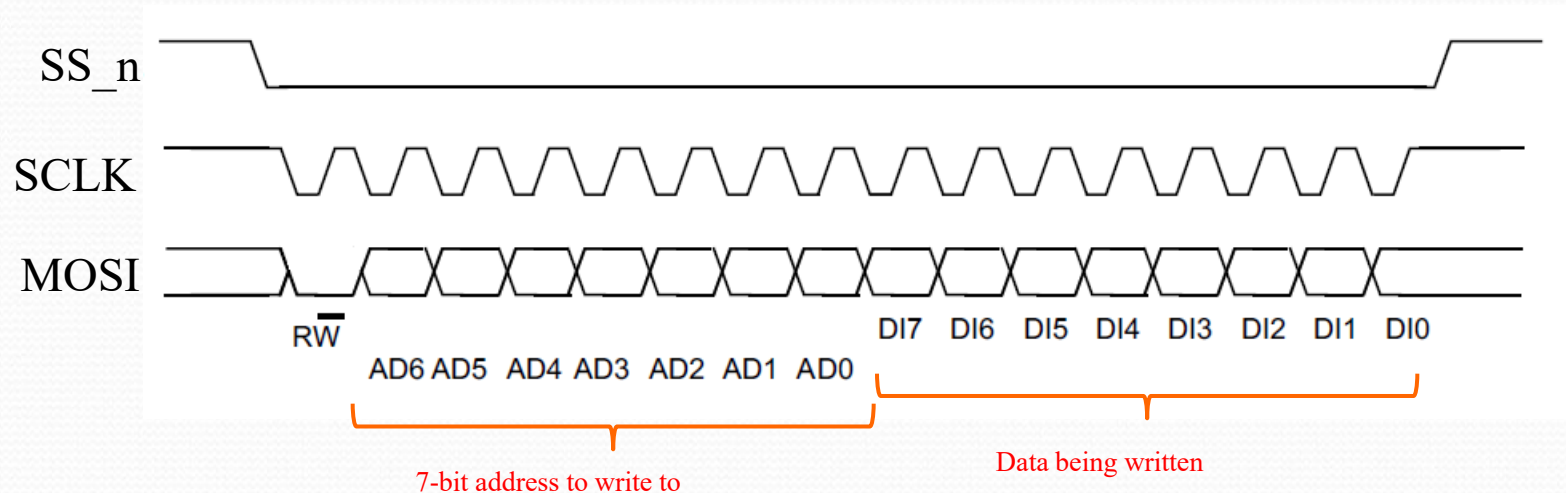 SS_n
SCLK
MOSI
RW̅
DI7 DI6 DI5 DI4 DI3 DI2 DI1 DI0
AD6 AD5 AD4 AD3 AD2 AD1 AD0
Data being written
7-bit address to write to